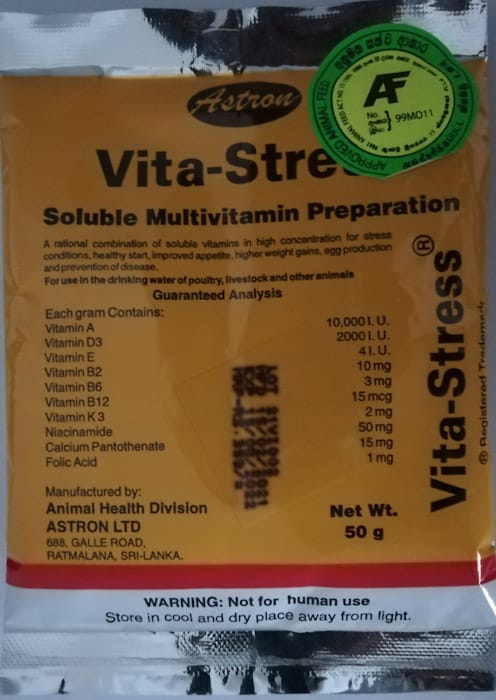 Astron
Vita-Stre
Soluble Multivitamin Preparation
A rational combination of soluble vitamins in high concentration for stress
conditions, healthy start, improved appetite, higher weight gains, egg production
and prevention of disease.
For use in the drinking water of poultry, livestock and other animals
Guaranteed Analysis
Each gram Contains:
Vitamin A 10,000 I. U.
Vitamin D3 2000 I. U.
Vitamin E 4 I. U.
Vitamin B2 10 mg
Vitamin B6 3 mg
Vitamin B12 15 mcg
Vitamin K 3 2 mg
Niacinamide 50 mg
Calcium Pantothenate 15 mg
Folic Acid 1 mg
Manufactured by:
Animal Health Division
ASTRON LTD
688, GALLE ROAD,
RATMALANA, SRI-LANKA.
Net Wt.
50 g
WARNING: Not for human use
Store in cool and dry place away from light.
Vita-Stress ®
® Registered Trademark
APPROVED ANIMAL FEED
AF
No. 99MO11